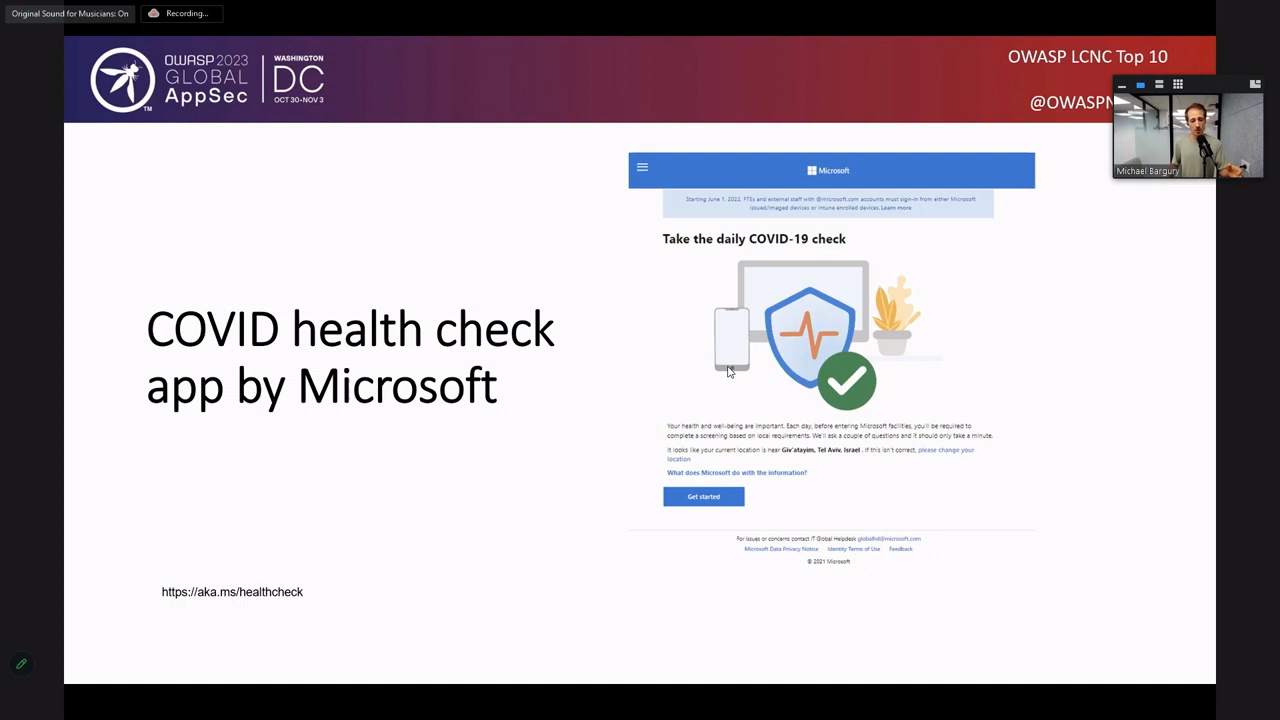 Original Sound for Musicians: On
Recording...
OWASP 2023
GLOBAL
AppSec
WASHINGTON
DC
OCT 30-NOV 3
TM
OWASP LCNC Top 10
@OWASPN
Michael Bargury
Microsoft
Starting June 1, 2022, FTEs and external staff with @microsoft.com accounts must sign-in from either Microsoft
issued/imaged devices or Intune enrolled devices. Learn more
Take the daily COVID-19 check
COVID health check
app by Microsoft
Your health and well-being are important. Each day, before entering Microsoft facilities, you'll be required to
complete a screening based on local requirements. We'll ask a couple of questions and it should only take a minute.
It looks like your current location is near Giv'atayim, Tel Aviv, Israel . If this isn't correct, please change your
location
What does Microsoft do with the information?
Get started
For issues or concerns contact IT Global Helpdesk globalhd@microsoft.com
Microsoft Data Privacy Notice Identity Terms of Use Feedback
© 2021 Microsoft
https://aka.ms/healthcheck